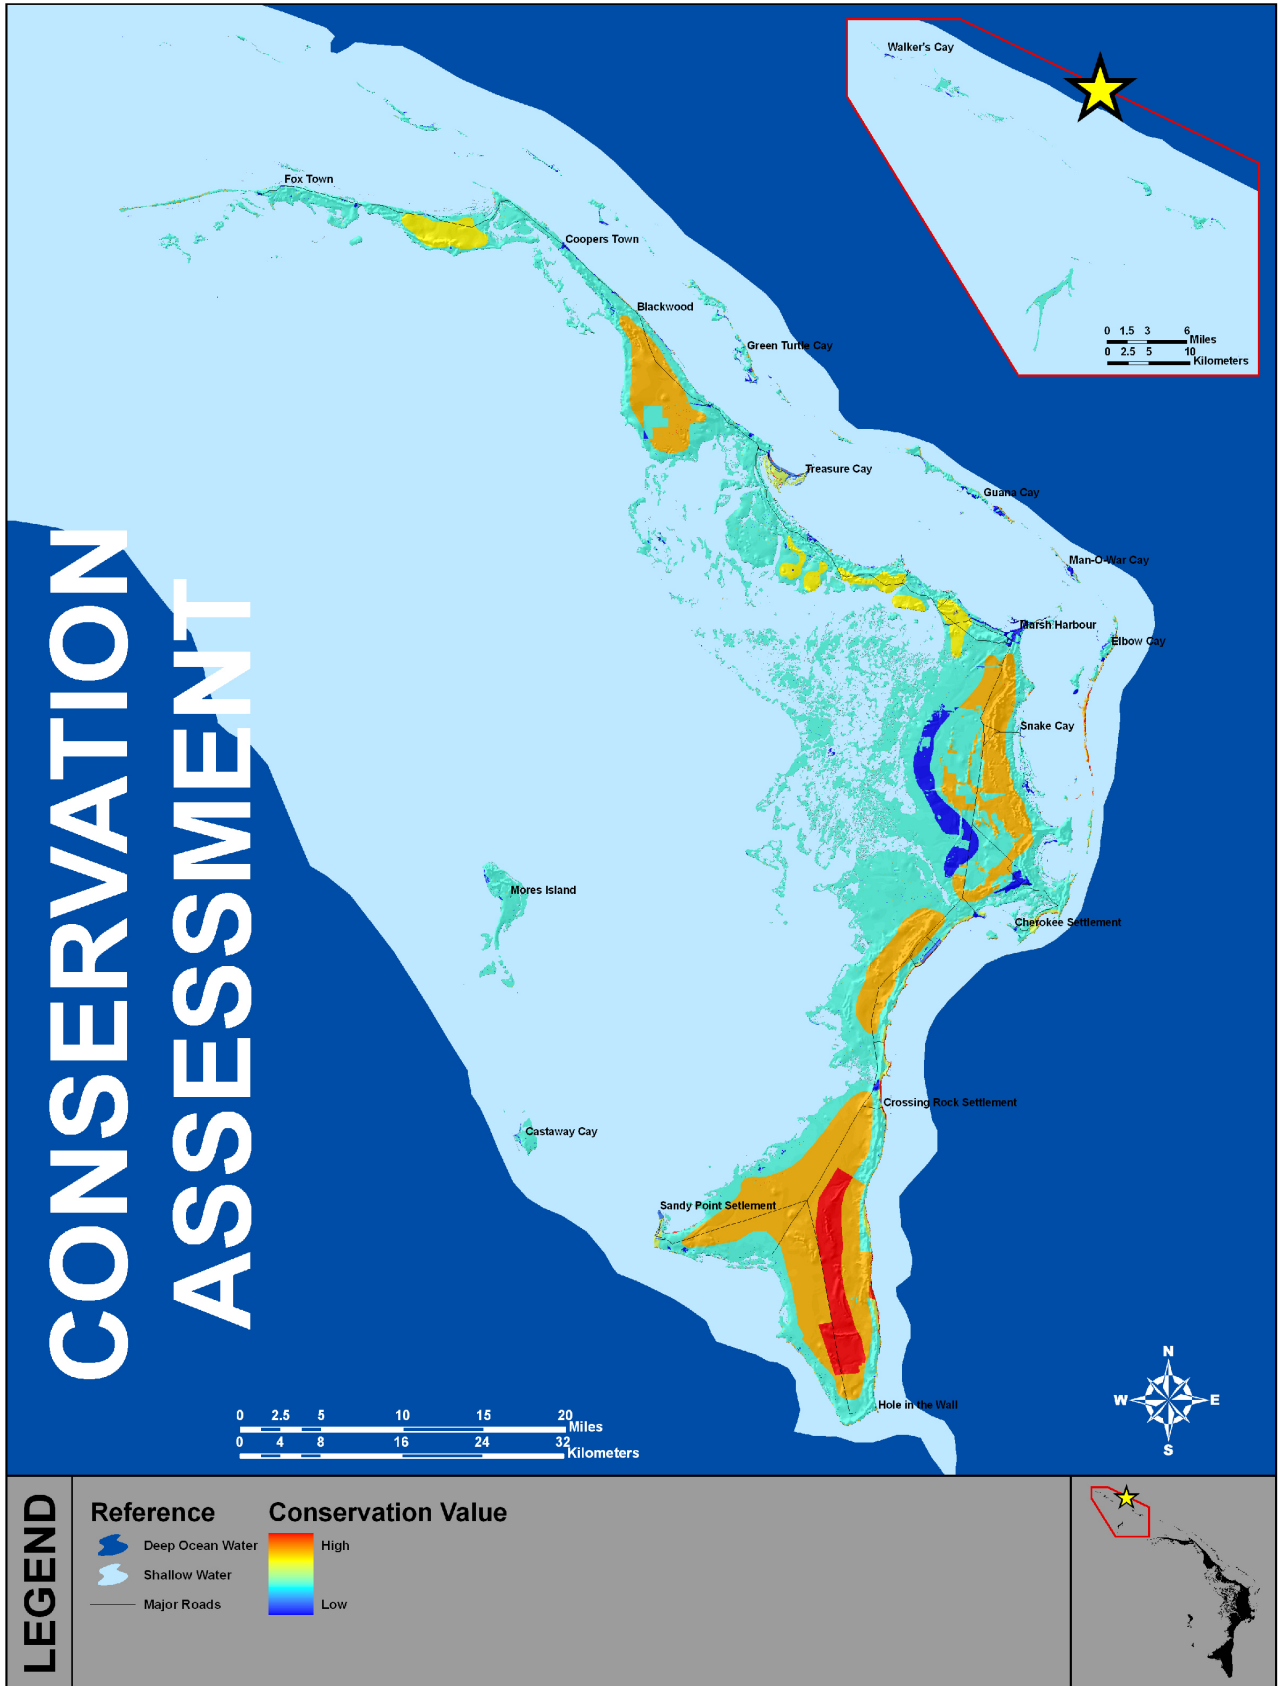 CONSERVATION
ASSESSMENT
Walker's Cay
0 1.5 3 6
Miles
0 2.5 5 10
Kilometers
Fox Town
Coopers Town
Blackwood
Green Turtle Cay
Treasure Cay
Guana Cay
Man-O-War Cay
Marsh Harbour
Elbow Cay
Snake Cay
Mores Island
Cherokee Settlement
Crossing Rock Settlement
Castaway Cay
Sandy Point Setlement
Hole in the Wall
N
W E
S
0 2.5 5 10 15 20
Miles
0 4 8 16 24 32
Kilometers
LEGEND
Reference
Deep Ocean Water
Shallow Water
Major Roads
Conservation Value
High
Low